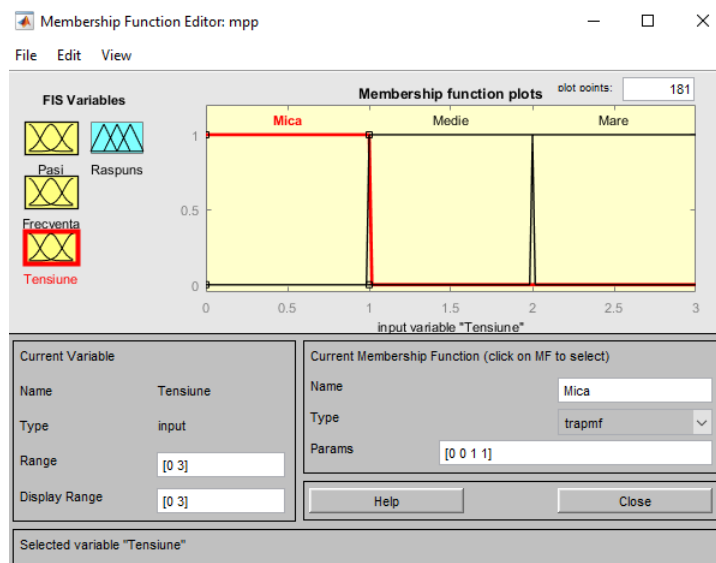 Membership Function Editor: mpp
File Edit View
FIS Variables
Pasi Raspuns
Frecventa
Tensiune
Membership function plots plot points: 181
Mica Medie Mare
1
0.5
0
0 0.5 1 1.5 2 2.5 3
input variable "Tensiune"
Current Variable
Name Tensiune
Type input
Range [0 3]
Display Range [0 3]
Current Membership Function (click on MF to select)
Name Mica
Type trapmf
Params [0 0 1 1]
Help Close
Selected variable "Tensiune"